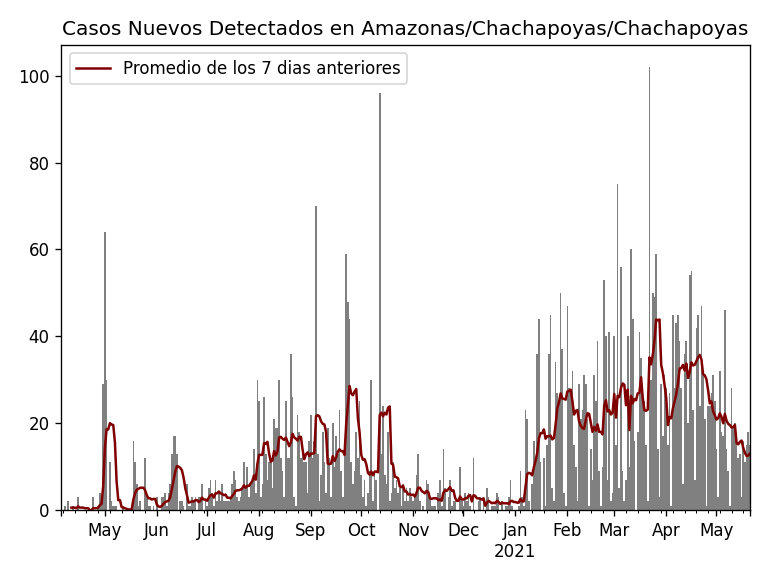 Casos Nuevos Detectados en Amazonas/Chachapoyas/Chachapoyas
Promedio de los 7 dias anteriores
100
80
60
40
20
0
May Jun Jul Aug Sep Oct Nov Dec Jan Feb Mar Apr May
2021